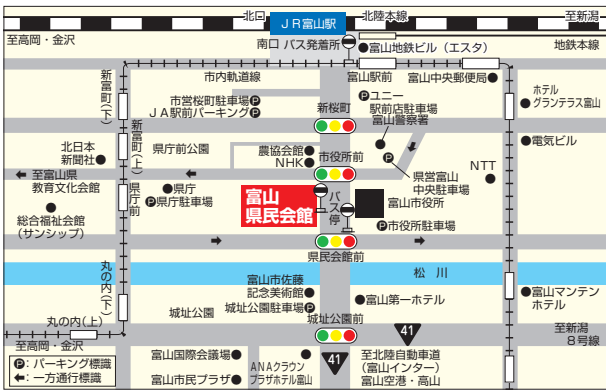 北口
JR富山駅
北陸本線
至新潟
至高岡・金沢
南口
バス発着所
富山地鉄ビル（エスタ）
地鉄本線
市内軌道線
富山駅前
富山中央郵便局
新富町（下）
市営桜町駐車場
JA駅前パーキング
新桜町
ユニー
駅前店駐車場
富山警察署
ホテル
グランテラス富山
新富町（上）
北日本
新聞社
県庁前公園
農協会館
NHK
市役所前
電気ビル
至富山県
教育文化会館
県庁前
県庁
県庁駐車場
富山
県民会館
バス停
県営富山
中央駐車場
NTT
富山市役所
市役所駐車場
総合福祉会館
（サンシップ）
県民会館前
丸の内（下）
富山市佐藤
記念美術館
松川
城址公園
城址公園駐車場
富山第一ホテル
富山マンテン
ホテル
丸の内（上）
城址公園前
41
至新潟
8号線
至高岡・金沢
P：パーキング標識
←：一方通行標識
富山国際会議場
富山市民プラザ
ANAクラウン
プラザホテル富山
41
至北陸自動車道
（富山インター）
富山空港・高山